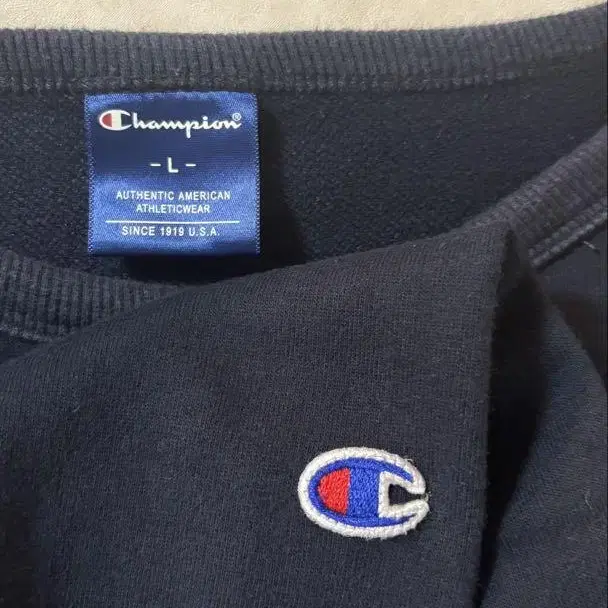 Champion®
- L -
AUTHENTIC AMERICAN
ATHLETICWEAR
SINCE 1919 U.S.A.